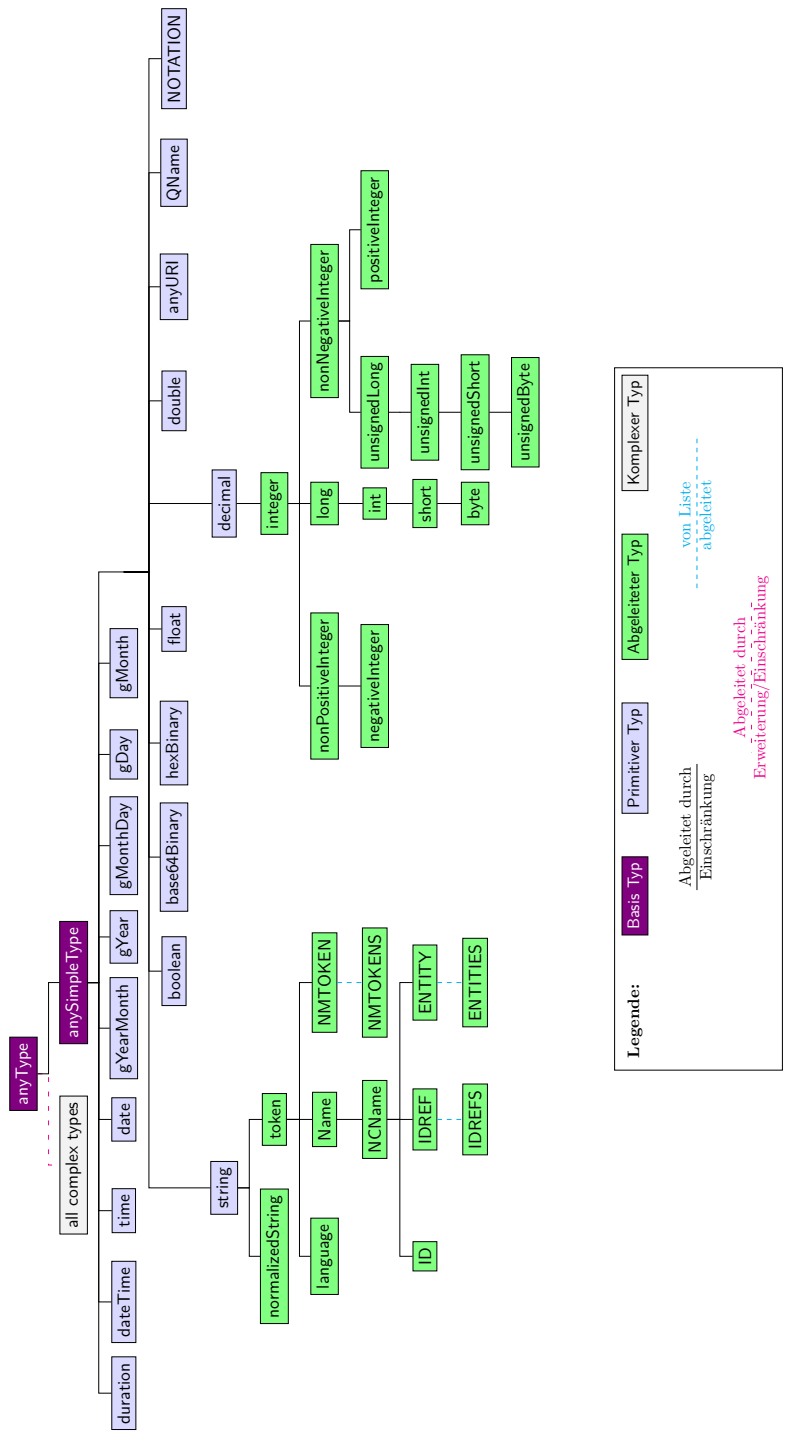 anyType
all complex types
anySimpleType
duration
dateTime
time
date
gYearMonth
gYear
gMonthDay
gDay
gMonth
boolean
base64Binary
hexBinary
float
double
anyURI
QName
NOTATION
string
decimal
normalizedString
token
integer
language
Name
NMTOKEN
nonPositiveInteger
long
nonNegativeInteger
NCName
NMTOKENS
negativeInteger
int
unsignedLong
positiveInteger
ID
IDREF
ENTITY
short
unsignedInt
IDREFS
ENTITIES
byte
unsignedShort
unsignedByte
Legende:
Basis Typ
Primitiver Typ
Abgeleiteter Typ
Komplexer Typ
Abgeleitet durch
Einschränkung
von Liste
abgeleitet
Abgeleitet durch
Erweiterung/Einschränkung